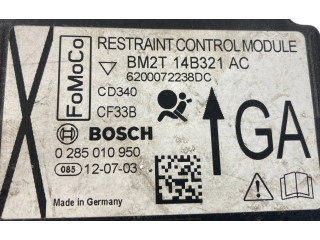 FoMoCo
RESTRAINT CONTROL MODULE
BM2T 14B321 AC
6200072238DC
CD340
CF33B
BOSCH
0 285 010 950
085 12-07-03
Made in Germany
GA